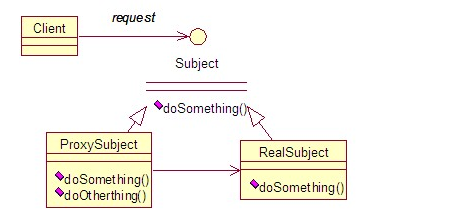 request
Client
Subject
doSomething()
ProxySubject
doSomething()
doOtherthing()
RealSubject
doSomething()